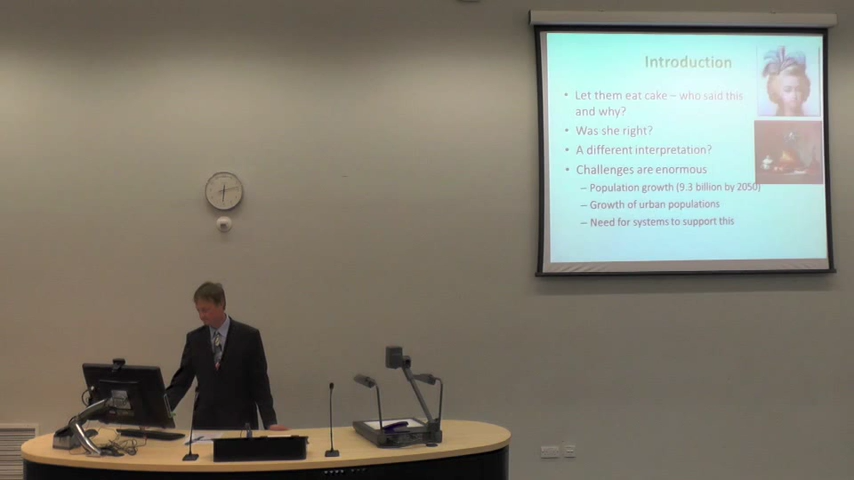 Introduction
• Let them eat cake – who said this
and why?
• Was she right?
• A different interpretation?
• Challenges are enormous
– Population growth (9.3 billion by 2050)
– Growth of urban populations
– Need for systems to support this